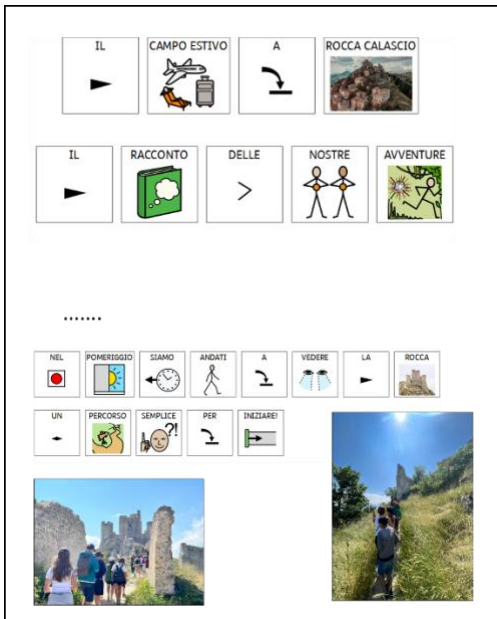 IL CAMPO ESTIVO A ROCCA CALASCIO
IL RACCONTO DELLE NOSTRE AVVENTURE
.......
NEL POMERIGGIO SIAMO ANDATI A VEDERE LA ROCCA
UN PERCORSO SEMPLICE PER INIZIARE!